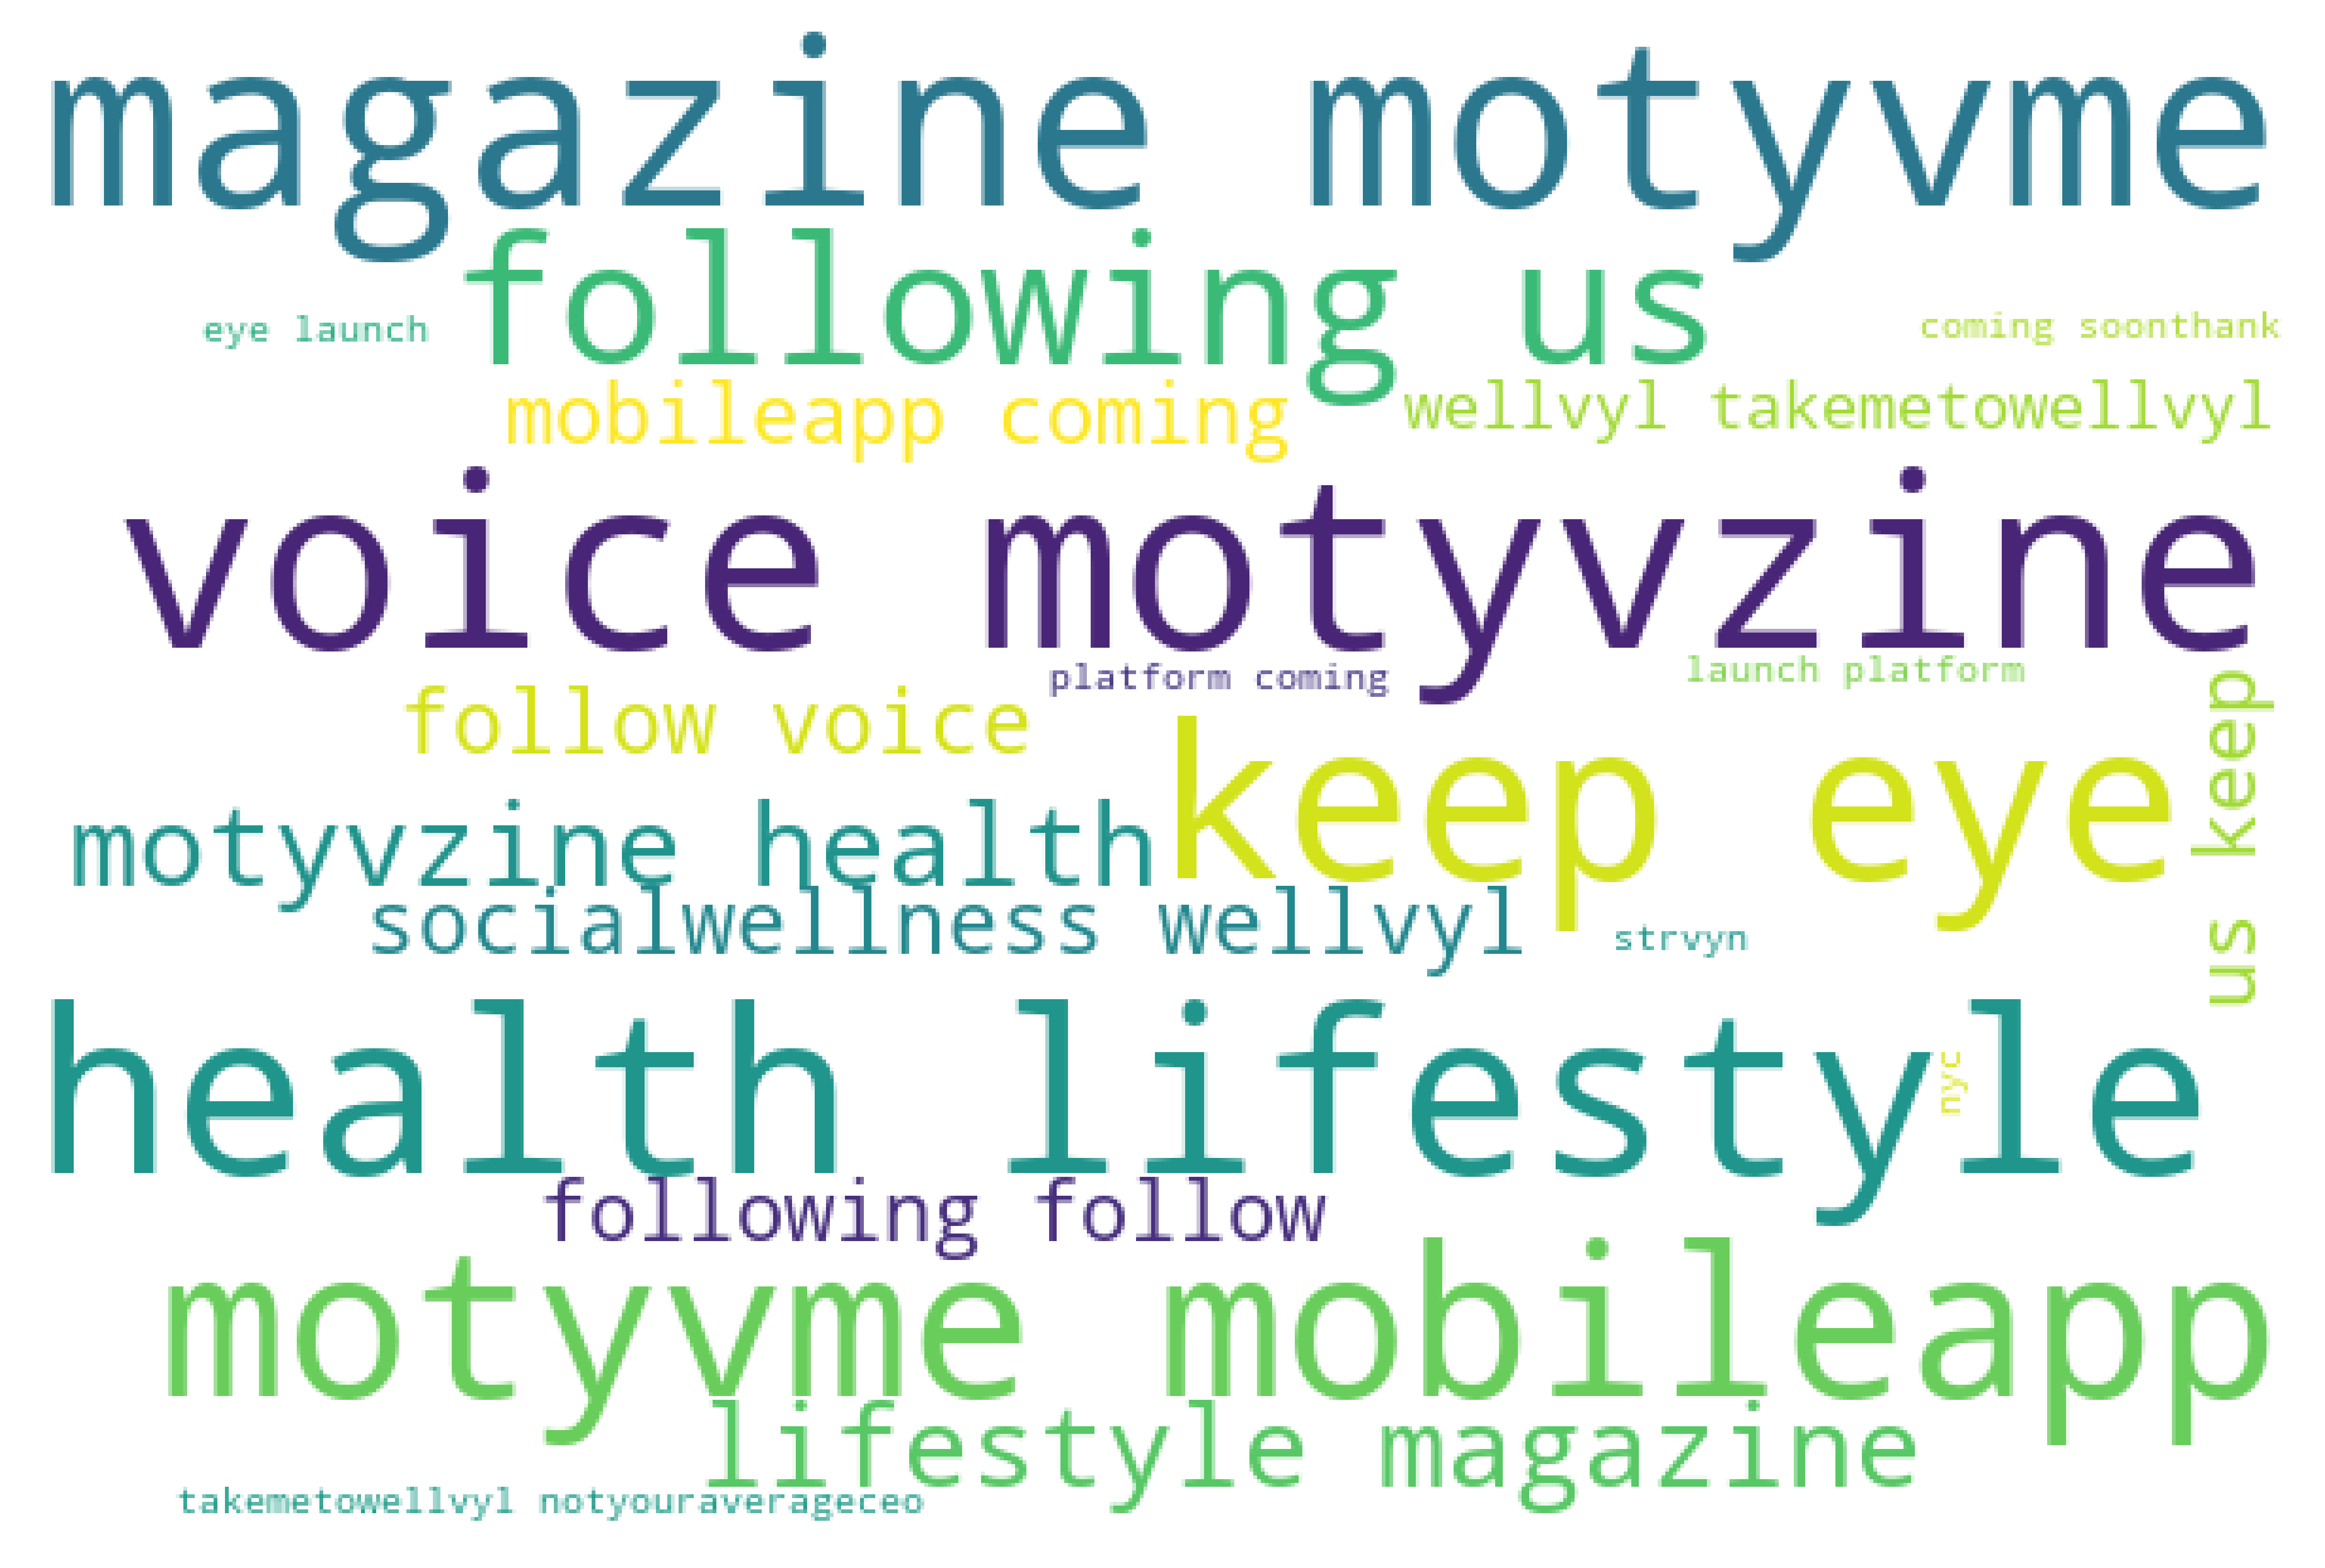 magazine motyvme
following us
eye launch
coming soonthank
mobileapp coming
wellvyl takemetowellvyl
voice motyvzine
platform coming
launch platform
follow voice
keep eye
us keep
motyvzine health
socialwellness wellvyl
strvyn
health lifestyle
nyc
following follow
motyvme mobileapp
lifestyle magazine
takemetowellvyl notyouraverageceo